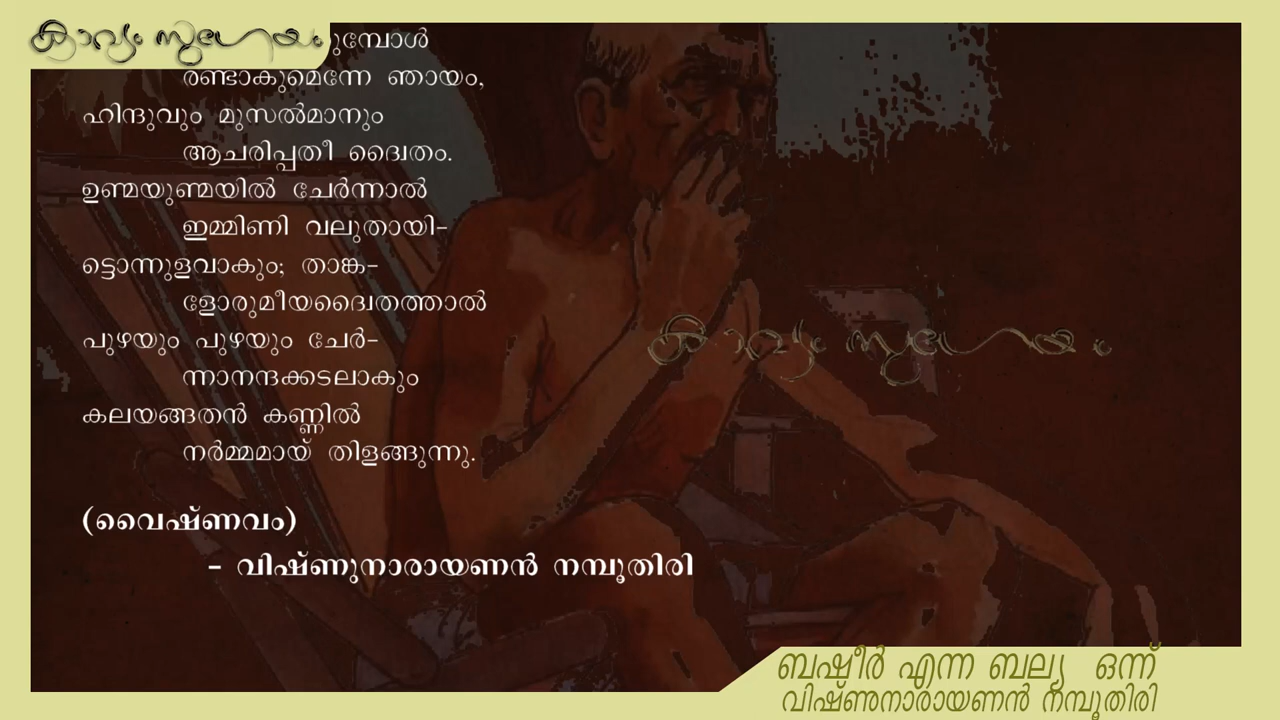 കാവ്യം സുഗേയം
ുമ്പോൾ
രണ്ടാകുമെന്നേ ഞായം,
ഹിന്ദുവും മുസൽമാനും
ആചരിപ്പതീ ദ്വൈതം.
ഉണ്മയുണ്മയിൽ ചേർന്നാൽ
ഇമ്മിണി വലുതായി-
ട്ടൊന്നുളവാകും; താങ്ക-
ളോരുമീയദ്വൈതത്താൽ
പുഴയും പുഴയും ചേർ-
ന്നാനന്ദക്കടലാകും
കലയങ്ങതൻ കണ്ണിൽ
നർമ്മമായ് തിളങ്ങുന്നു.
(വൈഷ്ണവം)
- വിഷ്ണുനാരായണൻ നമ്പൂതിരി
കാവ്യം സുഗേയം
ബഷീർ എന്ന ബല്യ ഒന്ന്
വിഷ്ണുനാരായണൻ നമ്പൂതിരി